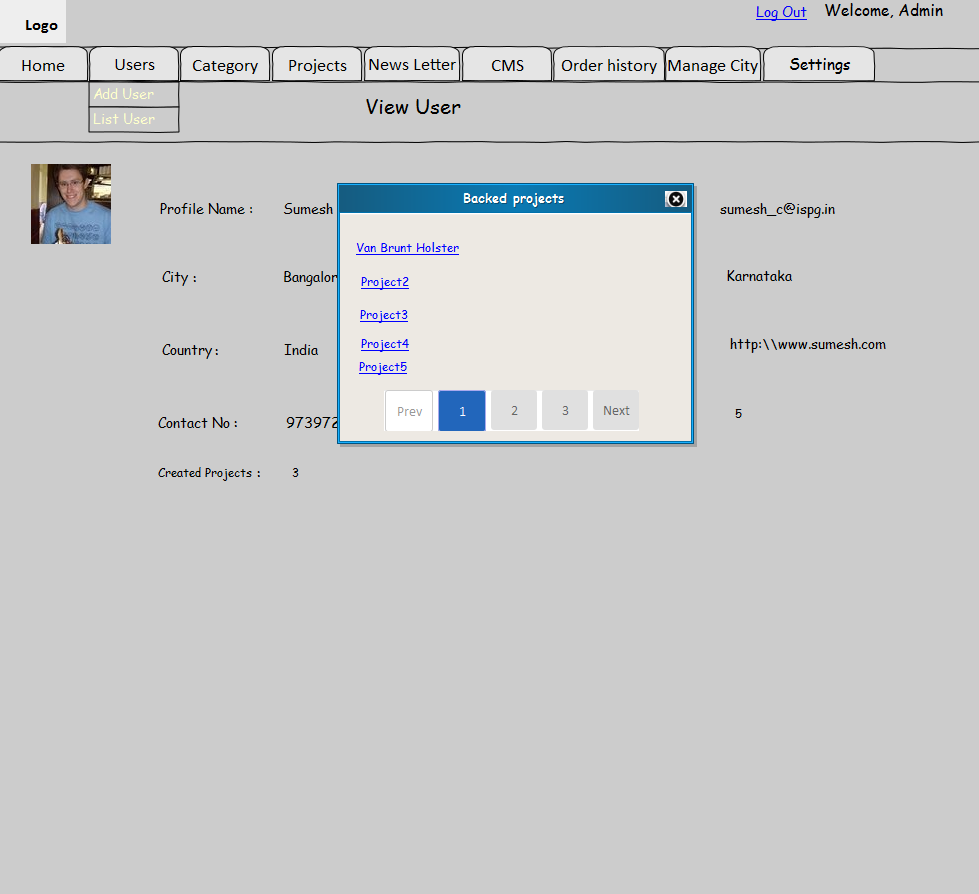 Logo
Log Out Welcome, Admin
Home Users Category Projects News Letter CMS Order history Manage City Settings
Add User
List User
View User
Backed projects
Profile Name : Sumesh sumesh_c@ispg.in
Van Brunt Holster
City : Bangalor Karnataka
Project2
Project3
Country : India http:\\www.sumesh.com
Project4
Project5
Prev 1 2 3 Next
Contact No : 973972 5
Created Projects : 3